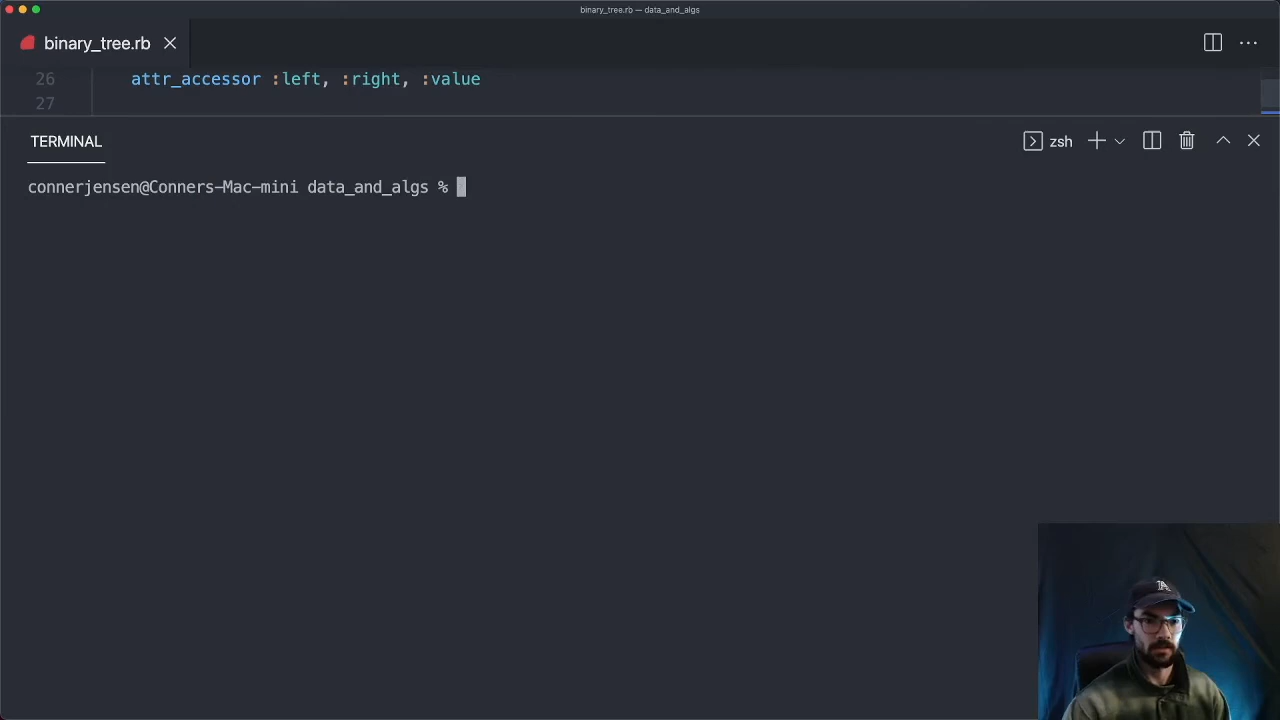 binary_tree.rb — data_and_algs
binary_tree.rb
26 attr_accessor :left, :right, :value
27
TERMINAL
zsh
connerjensen@Conners-Mac-mini data_and_algs %